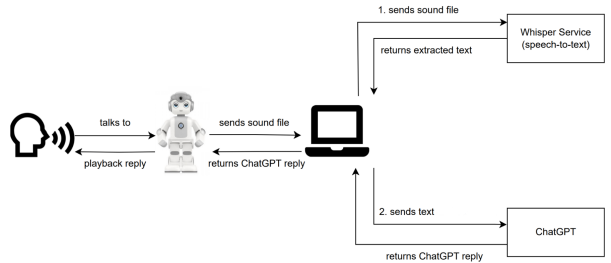 1. sends sound file
Whisper Service
(speech-to-text)
returns extracted text
talks to
sends sound file
playback reply
returns ChatGPT reply
2. sends text
ChatGPT
returns ChatGPT reply